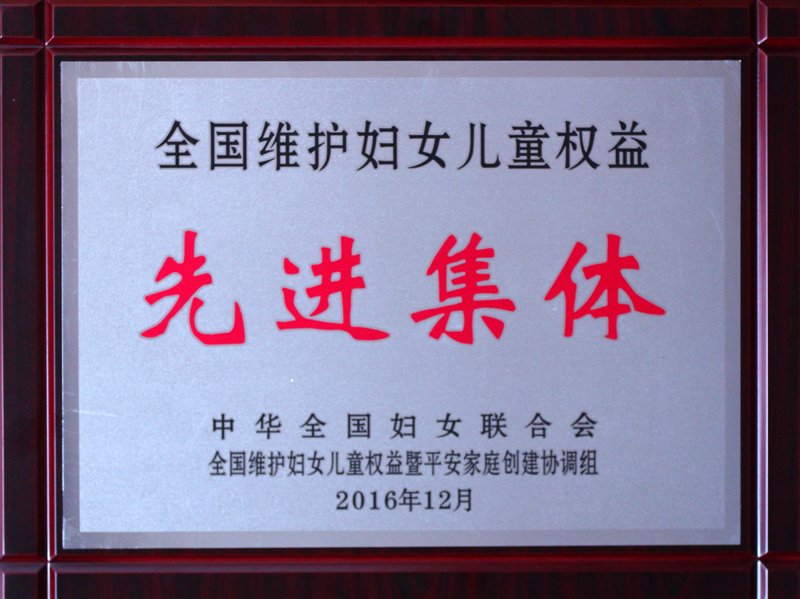 全国维护妇女儿童权益
先进集体
中华全国妇女联合会
全国维护妇女儿童权益暨平安家庭创建协调组
2016年12月